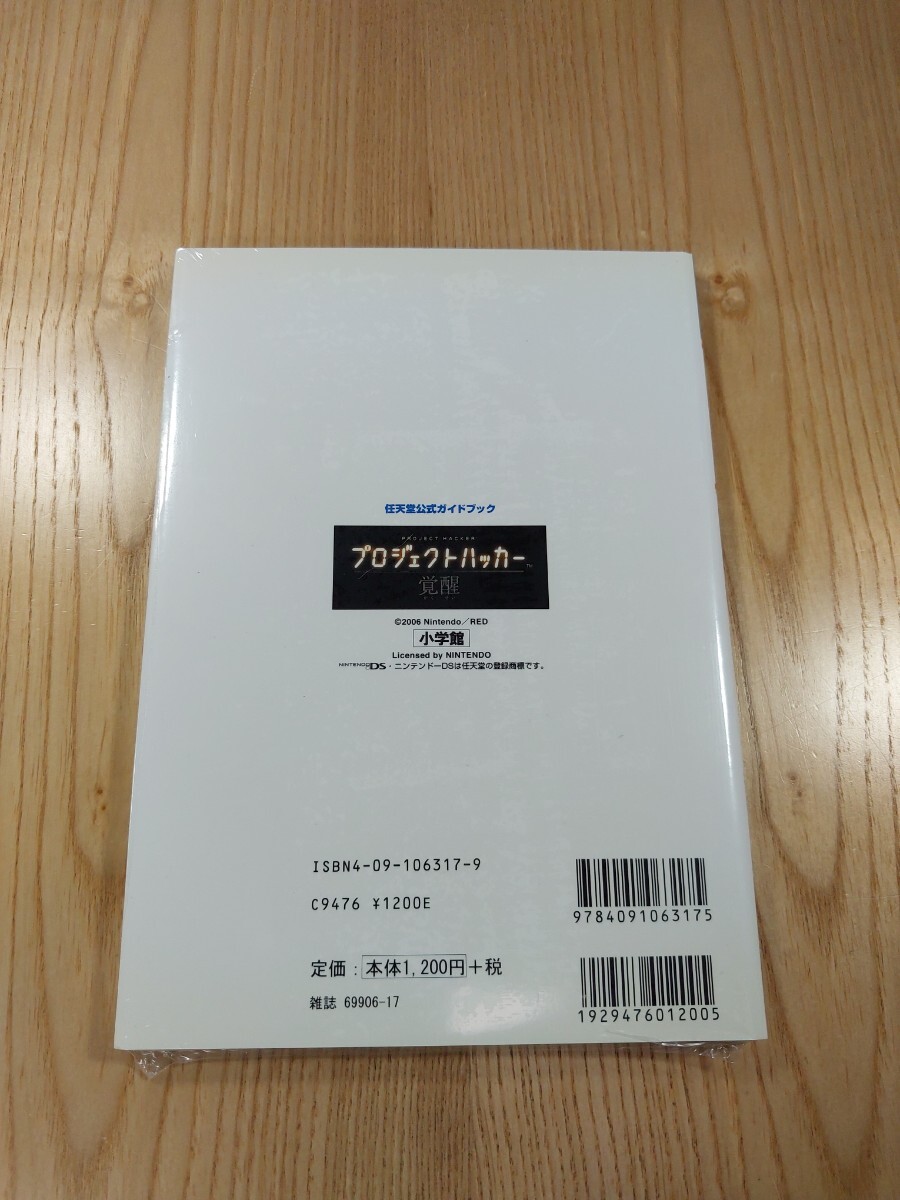 任天堂公式ガイドブック
PROJECT HACKER
プロジェクトハッカー™
覚醒
©2006 Nintendo／RED
小学館
Licensed by NINTENDO
NINTENDO DS・ニンテンドーDSは任天堂の登録商標です。
ISBN4-09-106317-9
C9476 ¥1200E
9784091063175
定価：本体1,200円+税
雑誌 69906-17
1929476012005